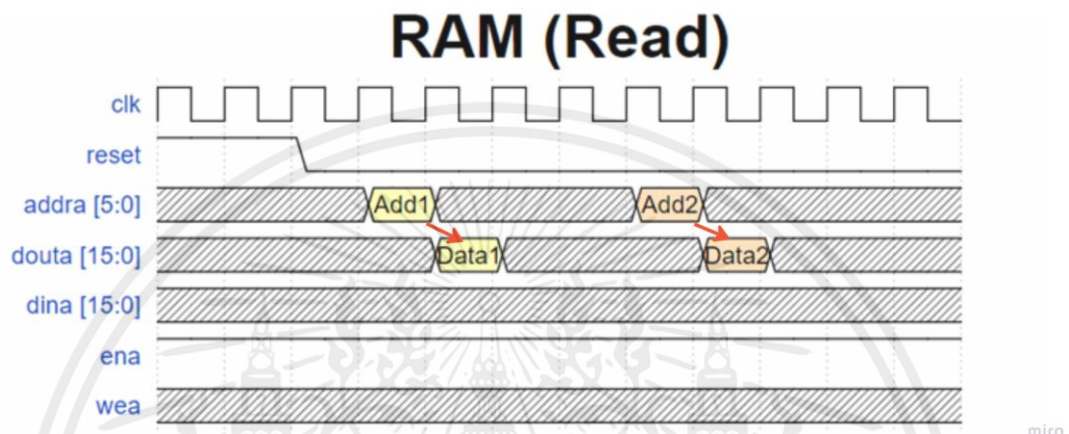 RAM (Read)
clk
reset
addra [5:0] Add1 Add2
douta [15:0] Data1 Data2
dina [15:0]
ena
wea
miro